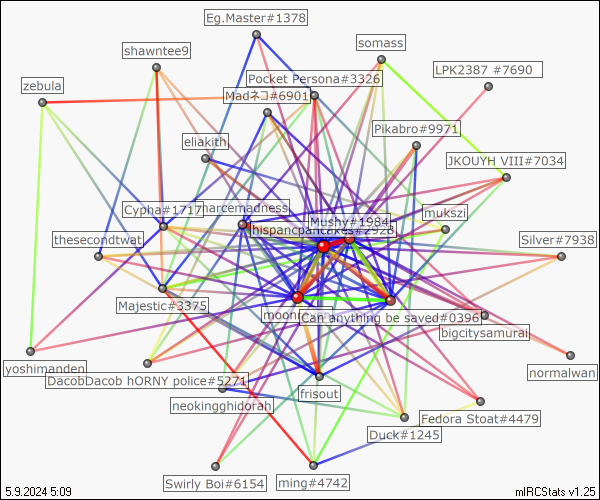 Eg.Master#1378
somass
shawntee9
LPK2387 #7690
zebula
Pocket Persona#3326
Madネコ#6901
Pikabro#9971
eliakith
JKOUYH VIII#7034
Cypha#1717
harcemadness
Mushy#1984
mukszi
hispancpancakes#2928
thesecondtwat
Silver#7938
Majestic#3375
Can anything be saved#0396
bigcitysamurai
yoshimanden
normalwan
DacobDacob hORNY police#5271
frisout
neokingghidorah
Fedora Stoat#4479
Duck#1245
Swirly Boi#6154
ming#4742
5.9.2024 5:09
mIRCStats v1.25